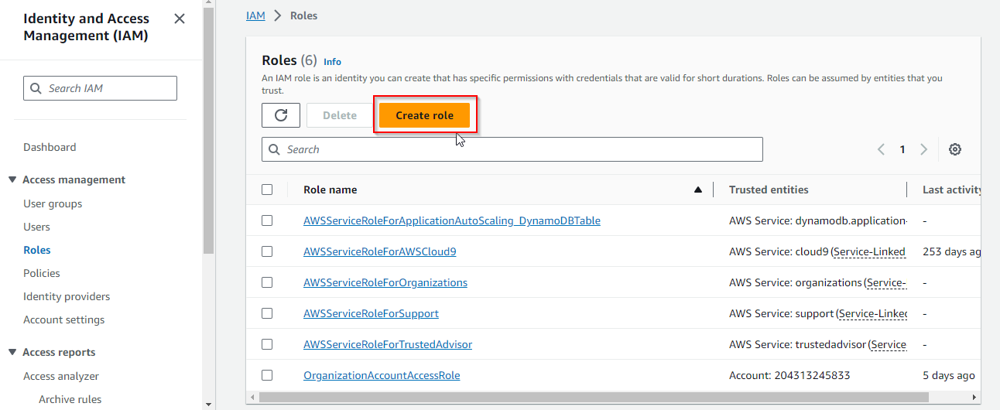 Identity and Access
Management (IAM)
Search IAM
Dashboard
Access management
User groups
Users
Roles
Policies
Identity providers
Account settings
Access reports
Access analyzer
Archive rules
IAM > Roles
Roles (6) Info
An IAM role is an identity you can create that has specific permissions with credentials that are valid for short durations. Roles can be assumed by entities that you
trust.
Delete Create role
Search 1
Role name Trusted entities Last activity
AWSServiceRoleForApplicationAutoScaling_DynamoDBTable AWS Service: dynamodb.application- -
AWSServiceRoleForAWSCloud9 AWS Service: cloud9 (Service-Linked 253 days ag
AWSServiceRoleForOrganizations AWS Service: organizations (Service- -
AWSServiceRoleForSupport AWS Service: support (Service-Linked -
AWSServiceRoleForTrustedAdvisor AWS Service: trustedadvisor (Service -
OrganizationAccountAccessRole Account: 204313245833 5 days ago